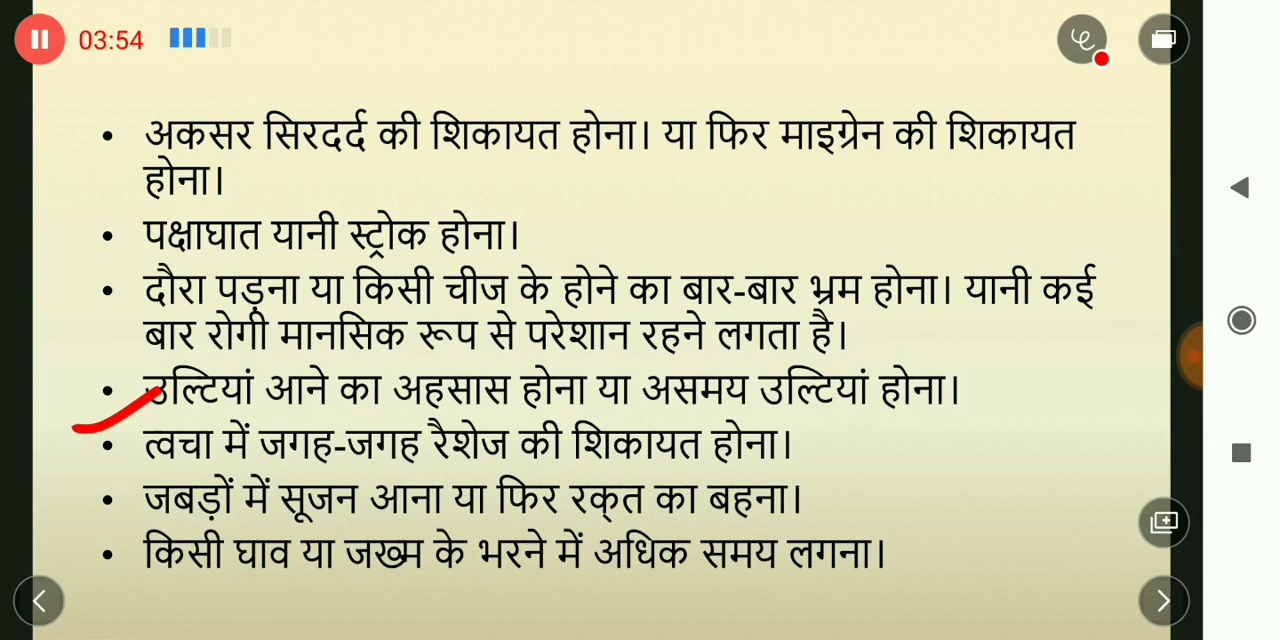 03:54
• अकसर सिरदर्द की शिकायत होना। या फिर माइग्रेन की शिकायत
होना।
• पक्षाघात यानी स्ट्रोक होना।
• दौरा पड़ना या किसी चीज के होने का बार-बार भ्रम होना। यानी कई
बार रोगी मानसिक रूप से परेशान रहने लगता है।
• उल्टियां आने का अहसास होना या असमय उल्टियां होना।
• त्वचा में जगह-जगह रैशेज की शिकायत होना।
• जबड़ों में सूजन आना या फिर रक्‌त का बहना।
• किसी घाव या जख्म के भरने में अधिक समय लगना।